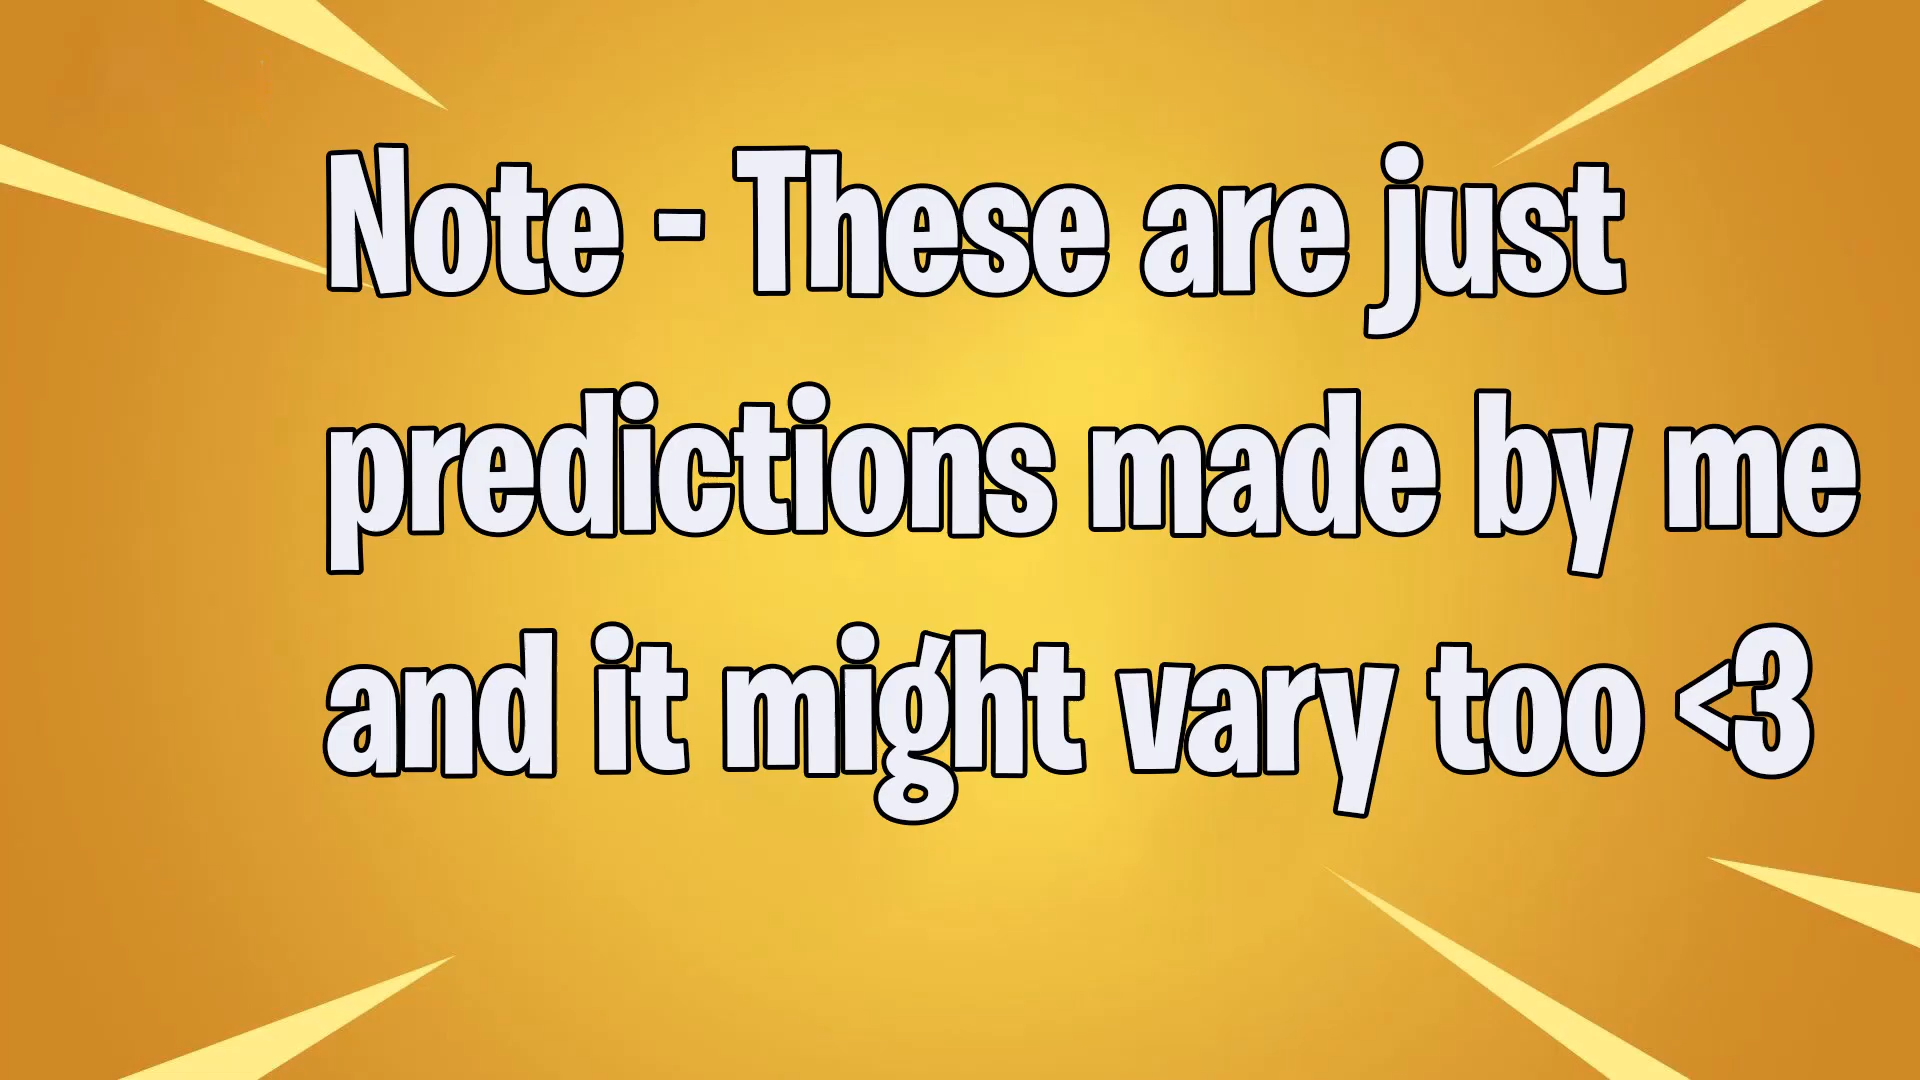 Note - These are just
predictions made by me
and it might vary too <3